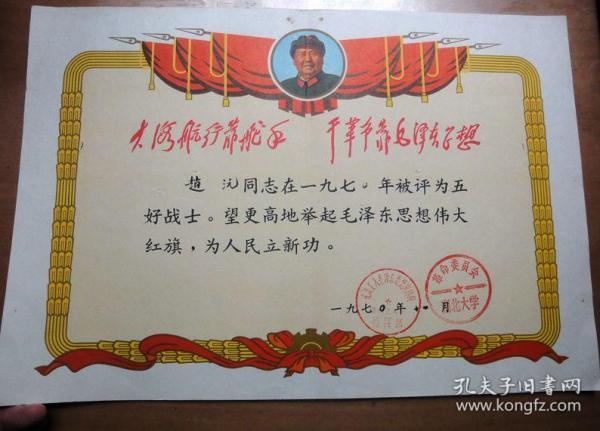 大海航行靠舵手 干革命靠毛泽东思想
赵 沉同志在一九七〇年被评为五
好战士。望更高地举起毛泽东思想伟大
红旗,为人民立新功。
革命委员会
河北大学
一九七〇年十一月
孔夫子旧书网
www.kongfz.com